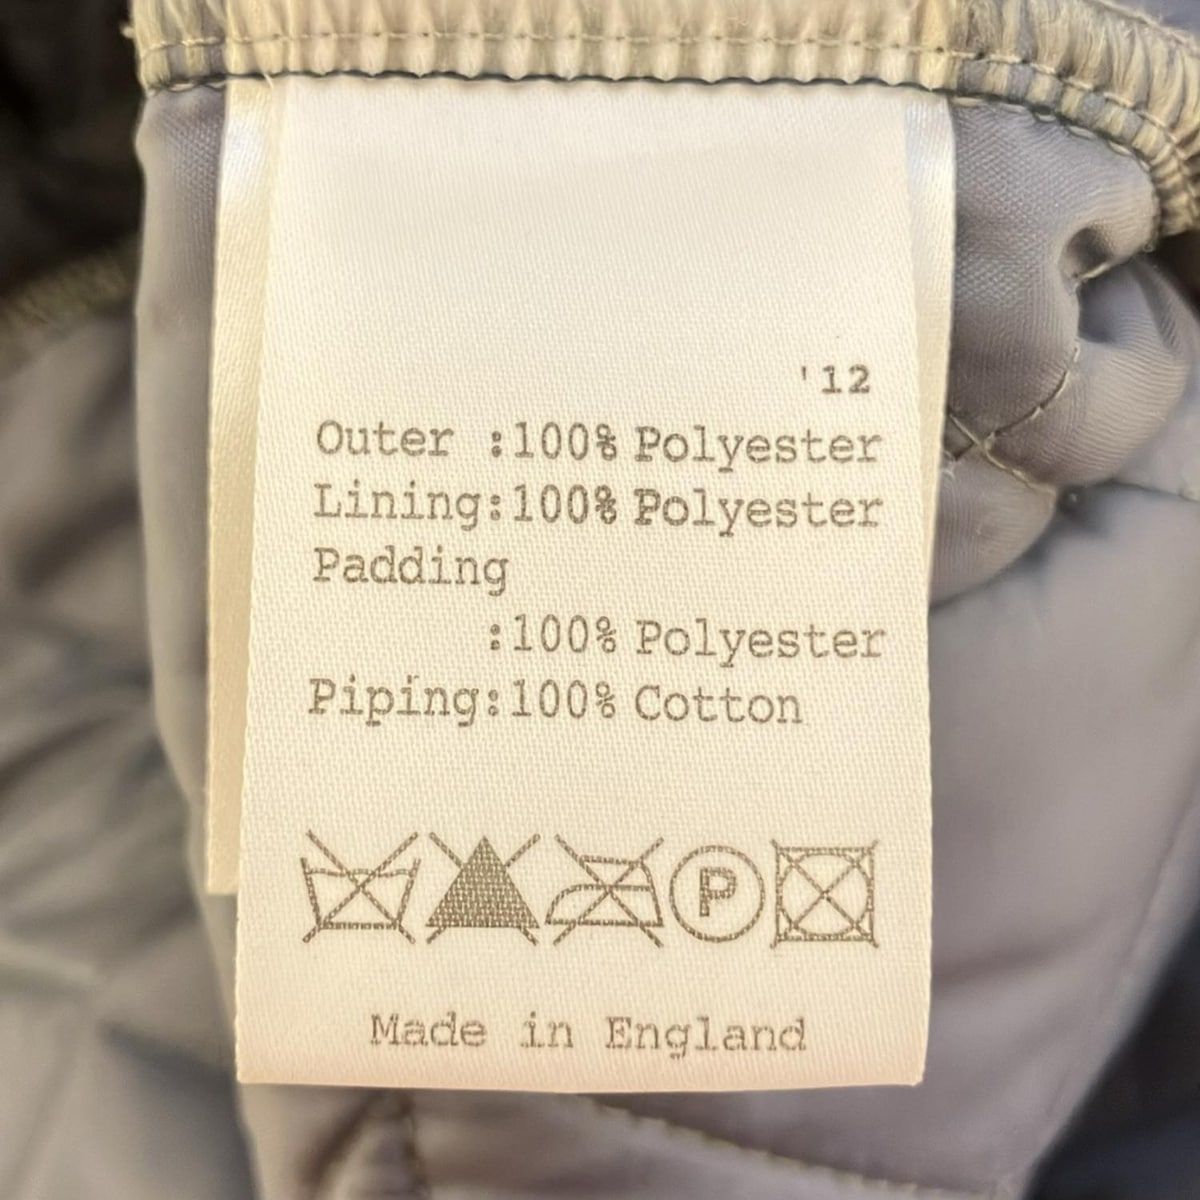 '12
Outer :100% Polyester
Lining:100% Polyester
Padding
:100% Polyester
Piping:100% Cotton
P
Made in England